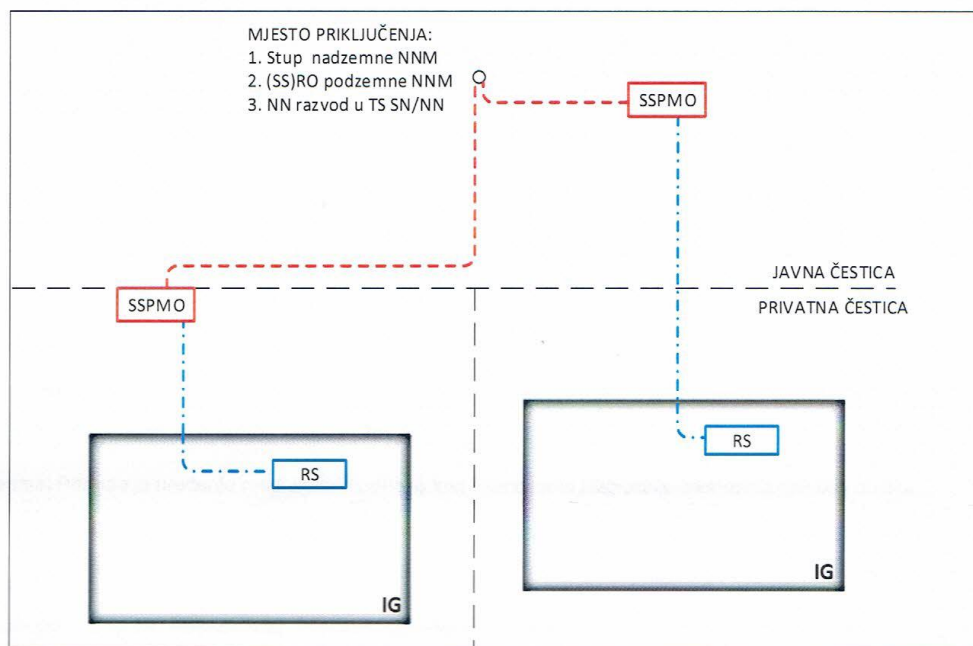 MJESTO PRIKLJUČENJA:
1. Stup nadzemne NNM
2. (SS)RO podzemne NNM
3. NN razvod u TS SN/NN
SSPMO
JAVNA ČESTICA
SSPMO
PRIVATNA ČESTICA
RS
RS
IG
IG